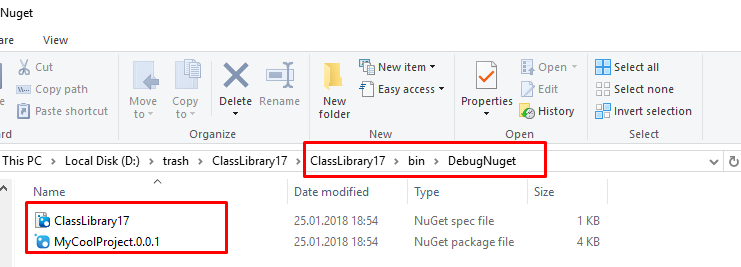 Nuget
are
View
Cut
Copy path
Paste shortcut
Move to
Copy to
Delete
Rename
New folder
New item
Easy access
Properties
Open
Edit
History
Select all
Select none
Invert selection
ard
Organize
New
Open
Select
This PC > Local Disk (D:) > trash > ClassLibrary17 > ClassLibrary17 > bin > DebugNuget
Name
Date modified
Type
Size
ClassLibrary17 25.01.2018 18:54 NuGet spec file 1 KB
MyCoolProject.0.0.1 25.01.2018 18:54 NuGet package file 4 KB